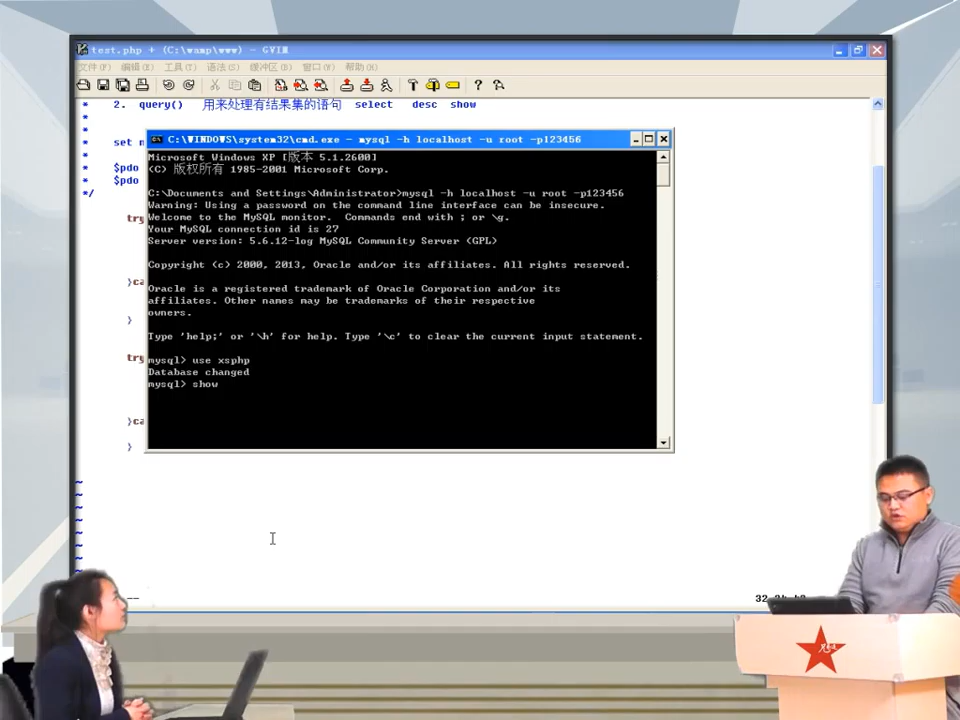 test.php + (C:\wamp\www) - GVIM
文件(F) 编辑(E) 工具(T) 语法(S) 缓冲区(B) 窗口(W) 帮助(H)
* 2. query() 用来处理有结果集的语句 select desc show
*
*
* set n
*
* $pdo
* $pdo
*/
try
}ca
}
try
}ca
}
C:\WINDOWS\system32\cmd.exe - mysql -h localhost -u root -p123456
Microsoft Windows XP [版本 5.1.2600]
(C) 版权所有 1985-2001 Microsoft Corp.
C:\Documents and Settings\Administrator>mysql -h localhost -u root -p123456
Warning: Using a password on the command line interface can be insecure.
Welcome to the MySQL monitor.  Commands end with ; or \g.
Your MySQL connection id is 27
Server version: 5.6.12-log MySQL Community Server (GPL)
Copyright (c) 2000, 2013, Oracle and/or its affiliates. All rights reserved.
Oracle is a registered trademark of Oracle Corporation and/or its
affiliates. Other names may be trademarks of their respective
owners.
Type 'help;' or '\h' for help. Type '\c' to clear the current input statement.
mysql> use xsphp
Database changed
mysql> show
~
~
~
~
~
~
~
~